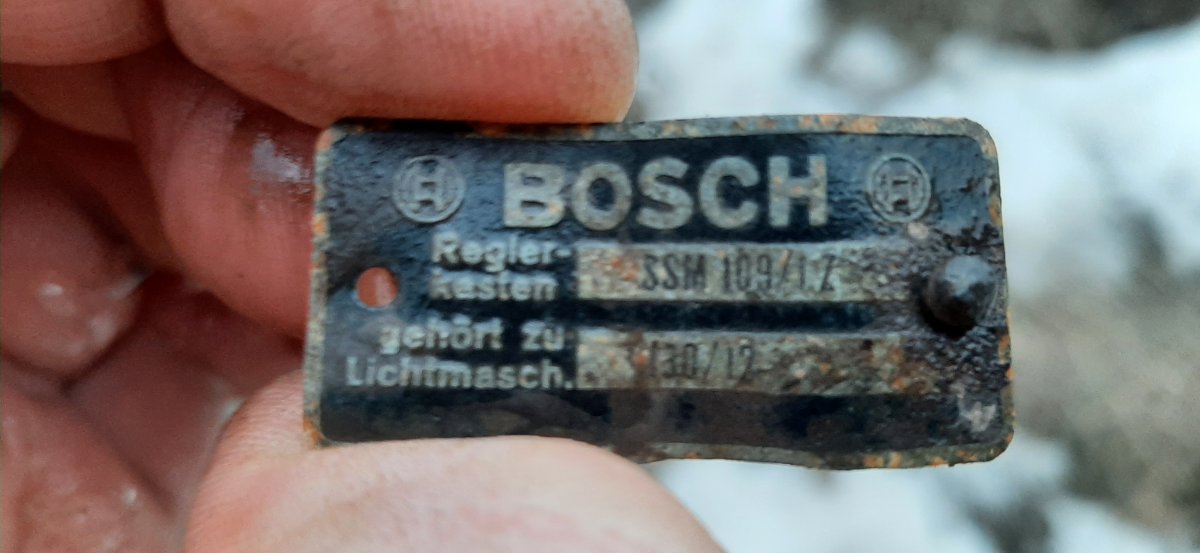 BOSCH
Regler-
kasten SSM 109/12
gehört zu
Lichtmasch. 130/12